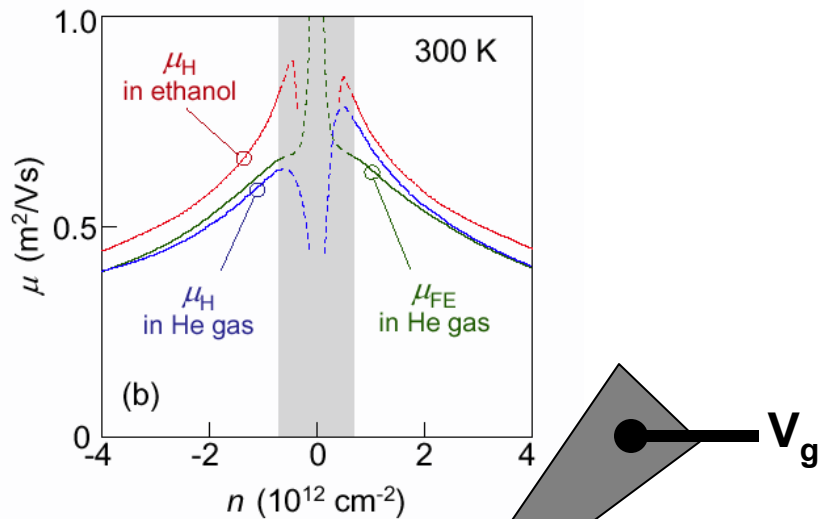 1.0
300 K
μH
in ethanol
μ (m²/Vs)
0.5
μH
in He gas
μFE
in He gas
(b)
0
-4
-2
0
2
4
n (10¹² cm⁻²)
Vg